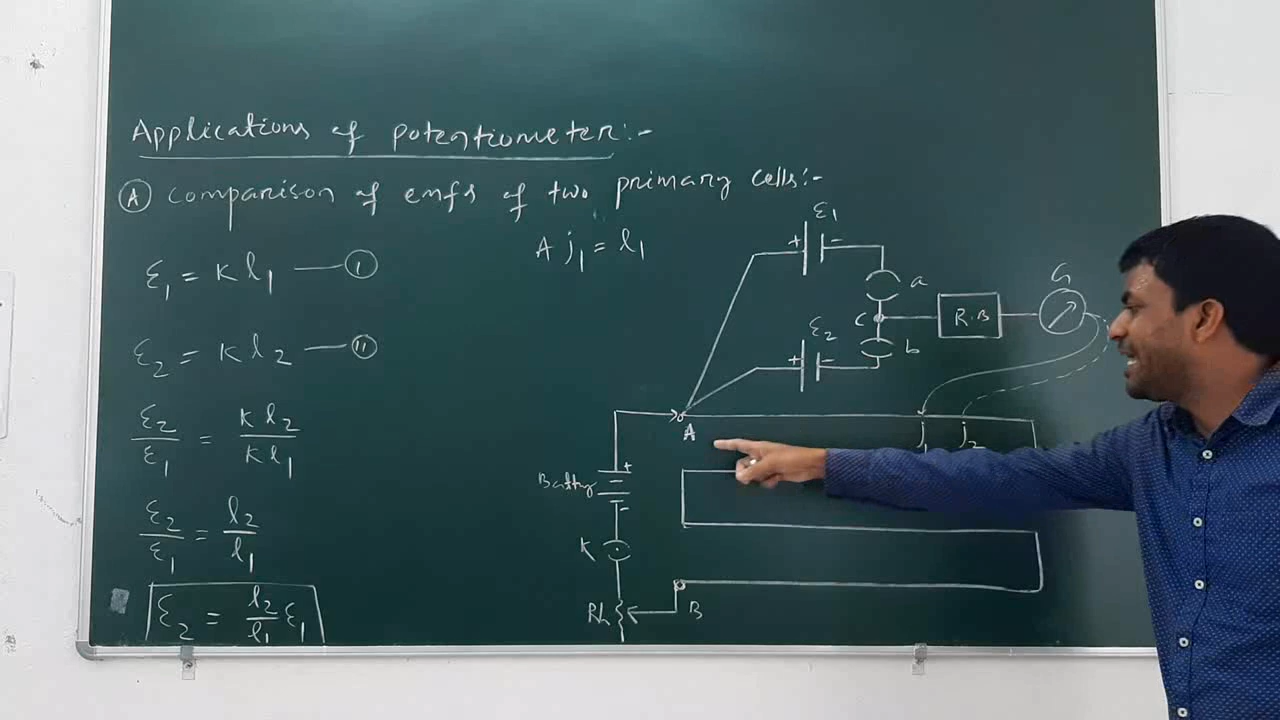 Applications of potentiometer:-
Ⓐ comparison of emfs of two primary cells:-
A j₁ = l₁
ε₁ = K l₁ —— Ⓘ
ε₂ = K l₂ —— ⑪
ε₂/ε₁ = K l₂/K l₁
ε₂/ε₁ = l₂/l₁
ε₂ = l₂/l₁ ε₁
ε₁
+ -
a
G
C
R.B
ε₂
+ -
b
A
j₁ j₂
+
Battery
-
K
Rh
B